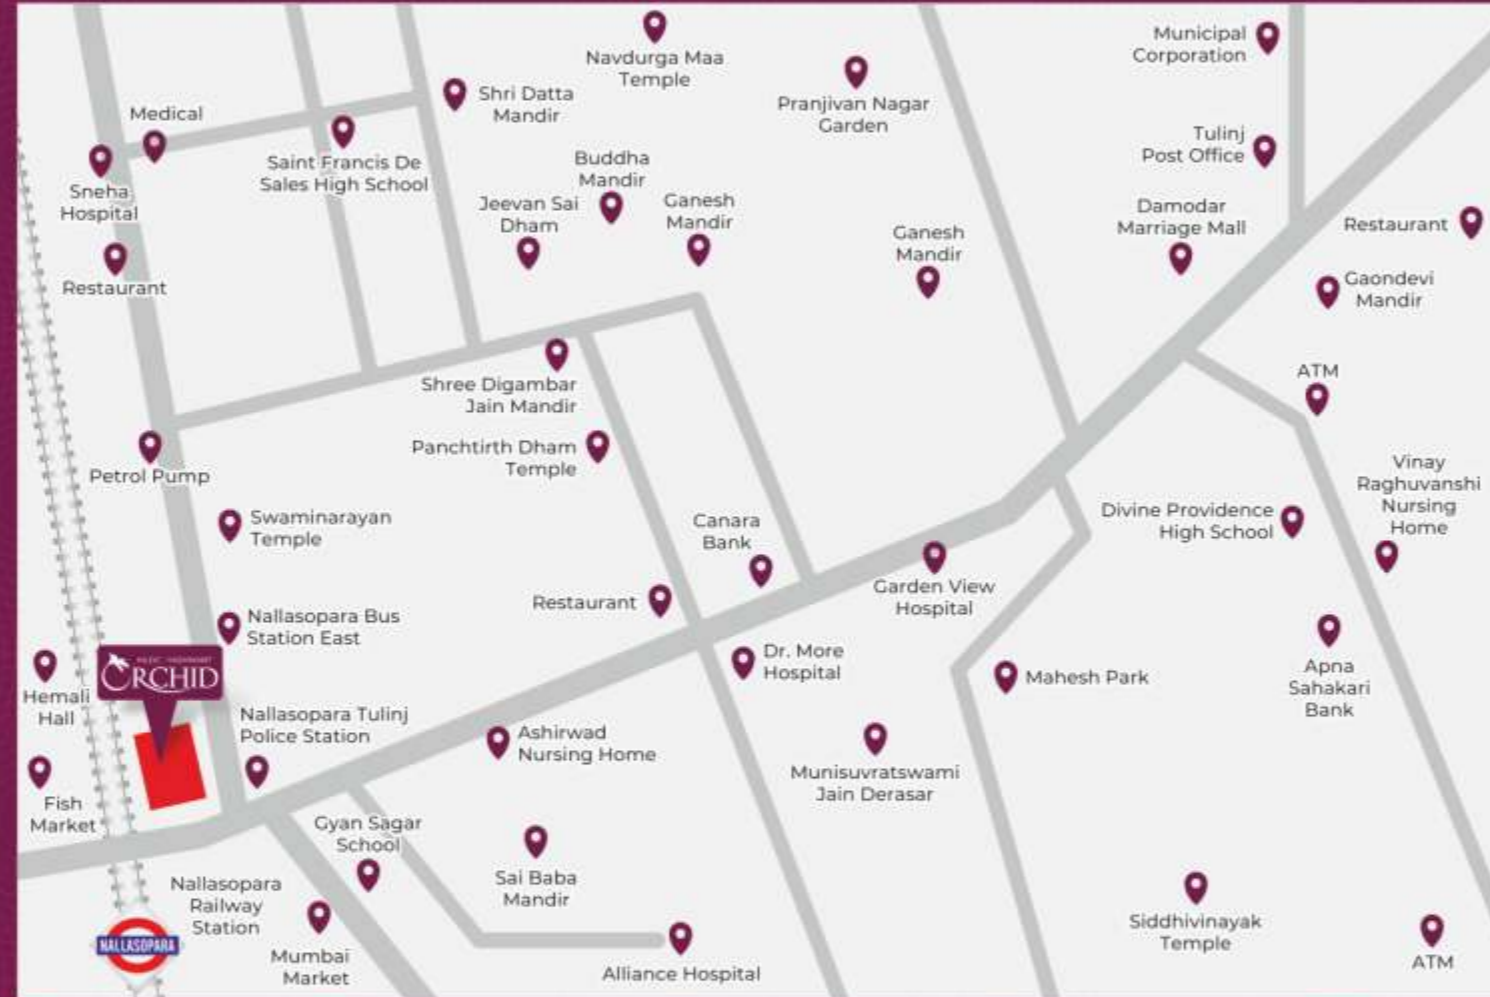 Navdurga Maa
Temple
Municipal
Corporation
Pranjivan Nagar
Garden
Shri Datta
Mandir
Medical
Saint Francis De
Sales High School
Sneha
Hospital
Tulinj
Post Office
Buddha
Mandir
Jeevan Sai
Dham
Ganesh
Mandir
Ganesh
Mandir
Damodar
Marriage Mall
Restaurant
Restaurant
Gaondevi
Mandir
Shree Digambar
Jain Mandir
ATM
Panchtirth Dham
Temple
Petrol Pump
Swaminarayan
Temple
Canara
Bank
Divine Providence
High School
Vinay
Raghuvanshi
Nursing
Home
Garden View
Hospital
Restaurant
Nallasopara Bus
Station East
ORCHID
Hemali
Hall
Dr. More
Hospital
Mahesh Park
Apna
Sahakari
Bank
Nallasopara Tulinj
Police Station
Ashirwad
Nursing Home
Munisuvratswami
Jain Derasar
Fish
Market
Gyan Sagar
School
Sai Baba
Mandir
Nallasopara
Railway
Station
NALLASOPARA
Mumbai
Market
Alliance Hospital
Siddhivinayak
Temple
ATM